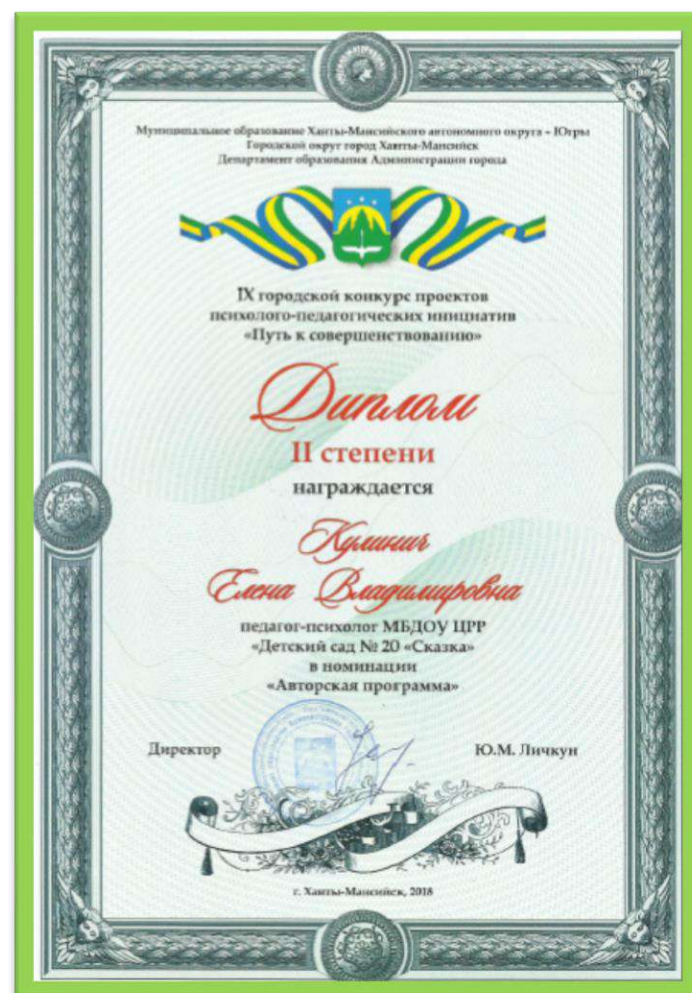 Муниципальное образование Ханты-Мансийского автономного округа – Югры
Городской округ город Ханты-Мансийск
Департамент образования Администрации города
IX городской конкурс проектов
психолого-педагогических инициатив
«Путь к совершенствованию»
Диплом
II степени
награждается
Кулинич
Елена Владимировна
педагог-психолог МБДОУ ЦРР
«Детский сад № 20 «Сказка»
в номинации
«Авторская программа»
Директор Ю.М. Личкун
г. Ханты-Мансийск, 2018